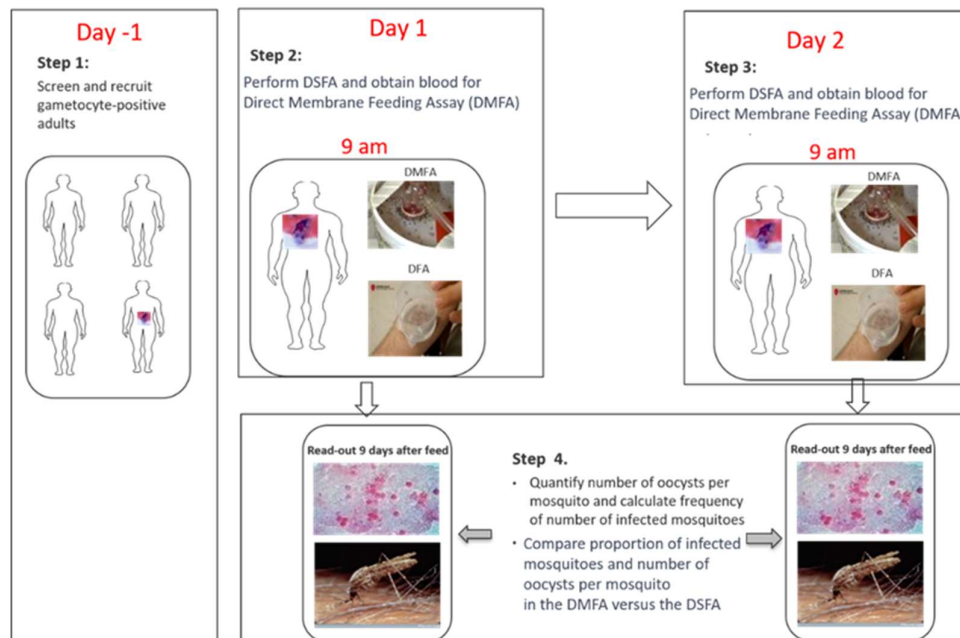 Day -1
Step 1:
Screen and recruit
gametocyte-positive
adults
Day 1
Step 2:
Perform DSFA and obtain blood for
Direct Membrane Feeding Assay (DMFA)
9 am
DMFA
DFA
Day 2
Step 3:
Perform DSFA and obtain blood for
Direct Membrane Feeding Assay (DMFA
9 am
DMFA
DFA
Read-out 9 days after feed
Step 4.
• Quantify number of oocysts per
mosquito and calculate frequency
of number of infected mosquitoes
• Compare proportion of infected
mosquitoes and number of
oocysts per mosquito
in the DMFA versus the DSFA
Read-out 9 days after feed